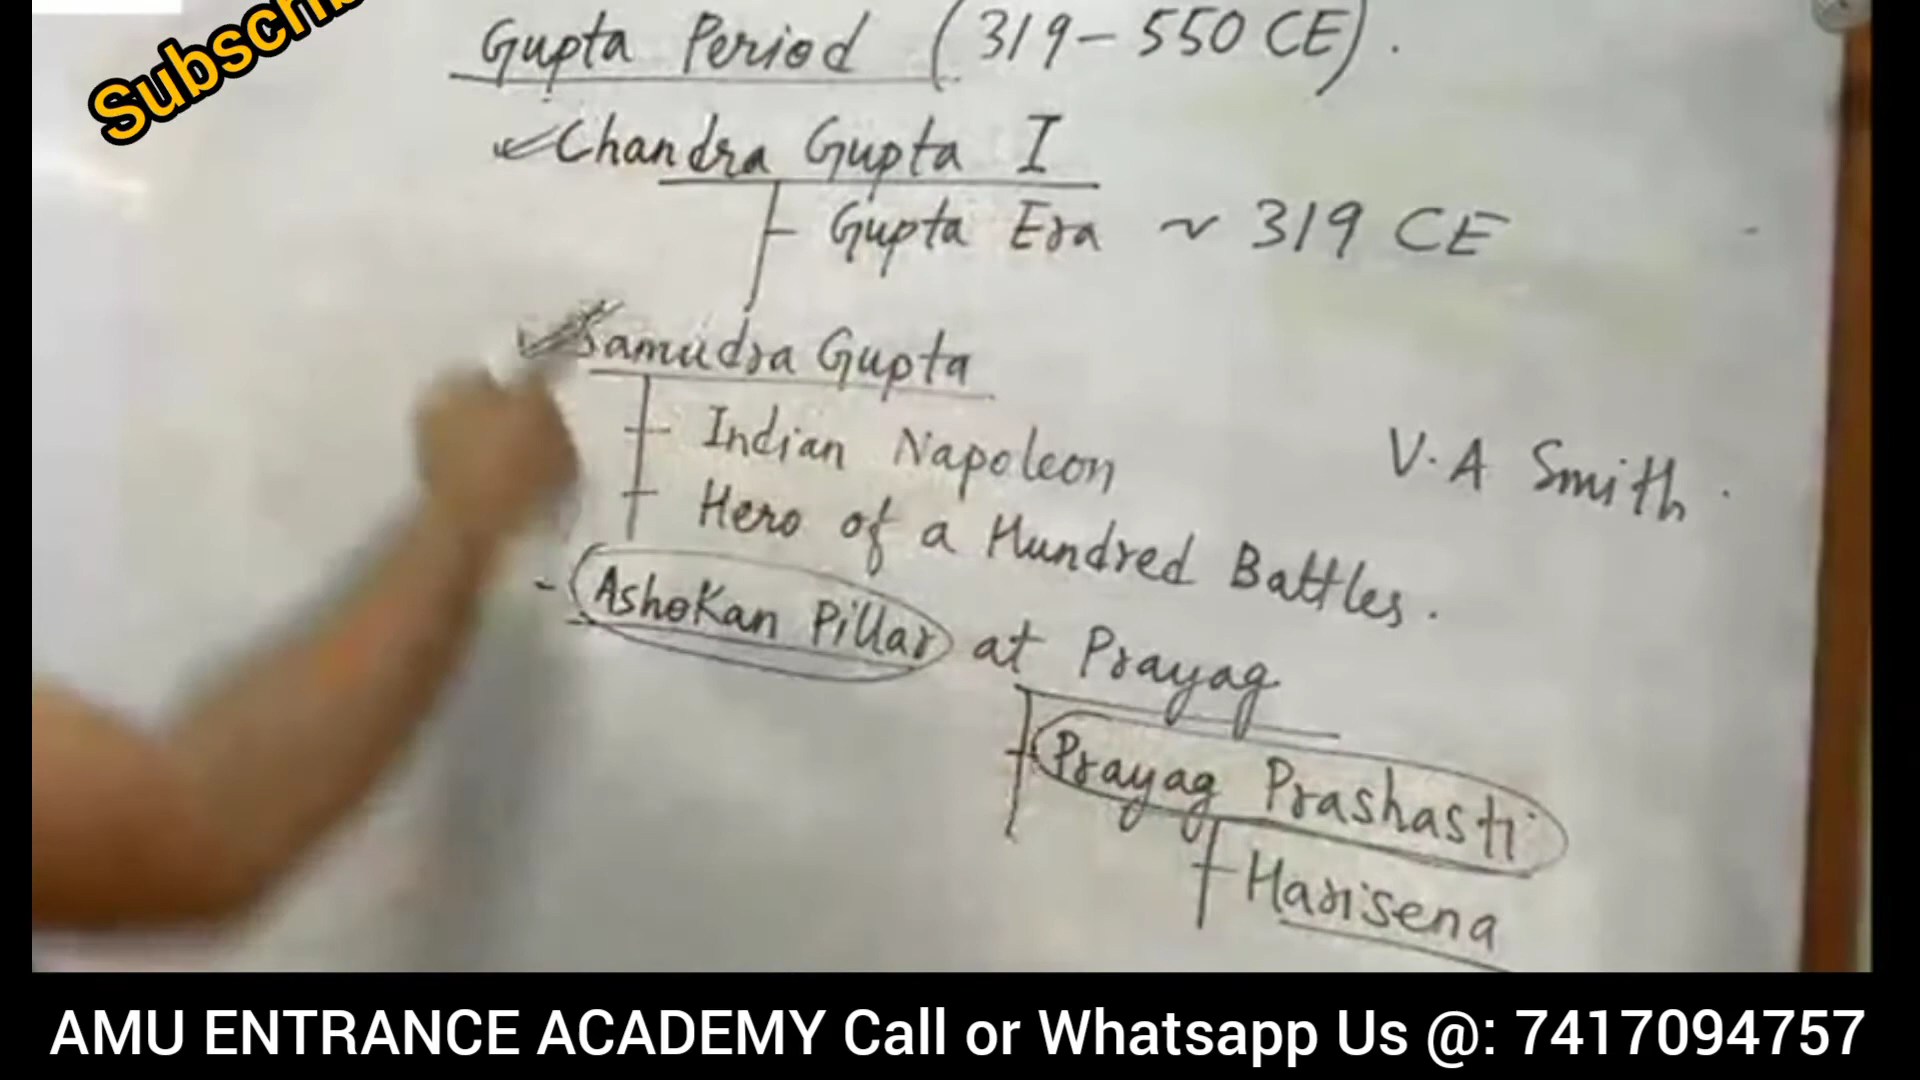 Subscrib
Gupta Period (319-550 CE).
Chandra Gupta I
Gupta Era ~ 319 CE
Samudra Gupta
Indian Napoleon V. A Smith.
Hero of a Hundred Battles.
- Ashokan Pillar at Prayag
Prayag Prashasti
Harisena
AMU ENTRANCE ACADEMY Call or Whatsapp Us @: 7417094757